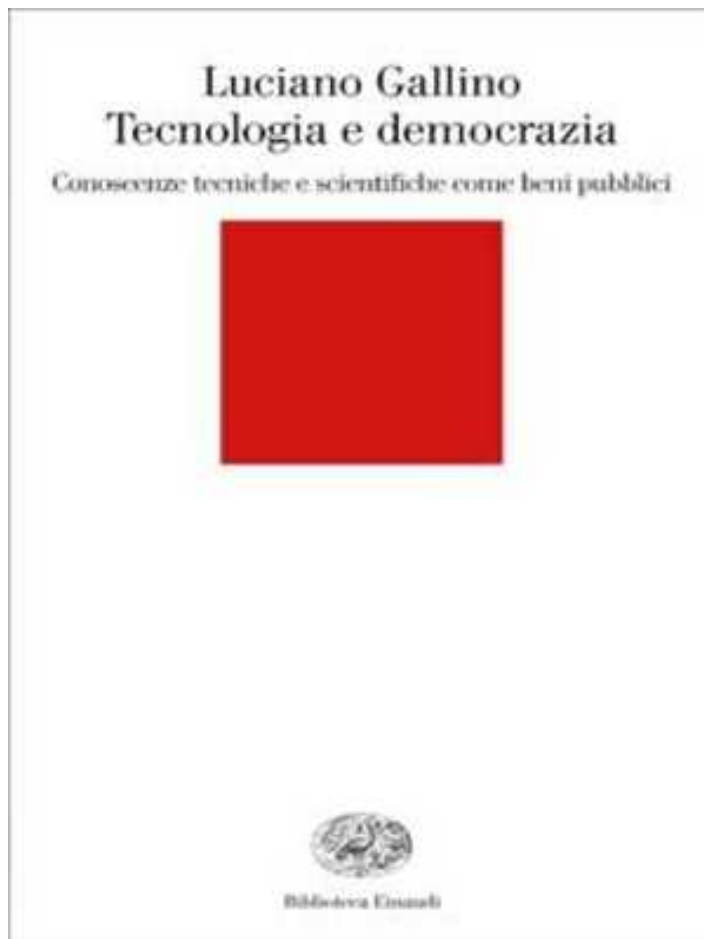 Luciano Gallino
Tecnologia e democrazia
Conoscenze tecniche e scientifiche come beni pubblici
Biblioteca Einaudi